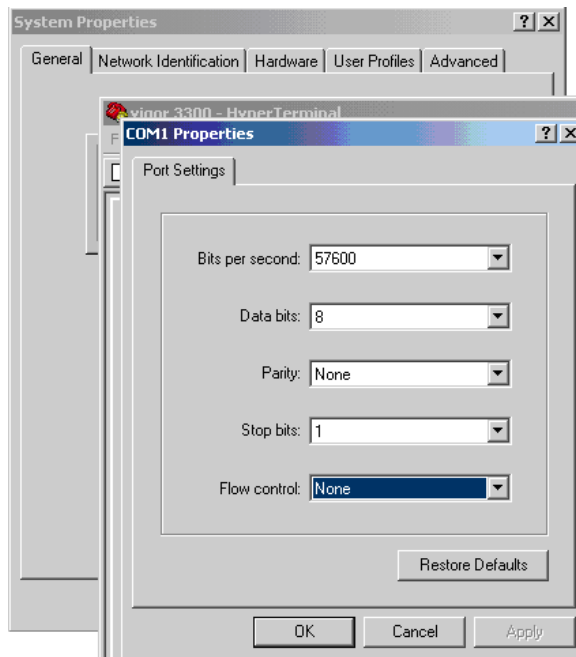 System Properties
General Network Identification Hardware User Profiles Advanced
vigor 3300 - HyperTerminal
F
COM1 Properties
Port Settings
Bits per second: 57600
Data bits: 8
Parity: None
Stop bits: 1
Flow control: None
Restore Defaults
OK Cancel Apply